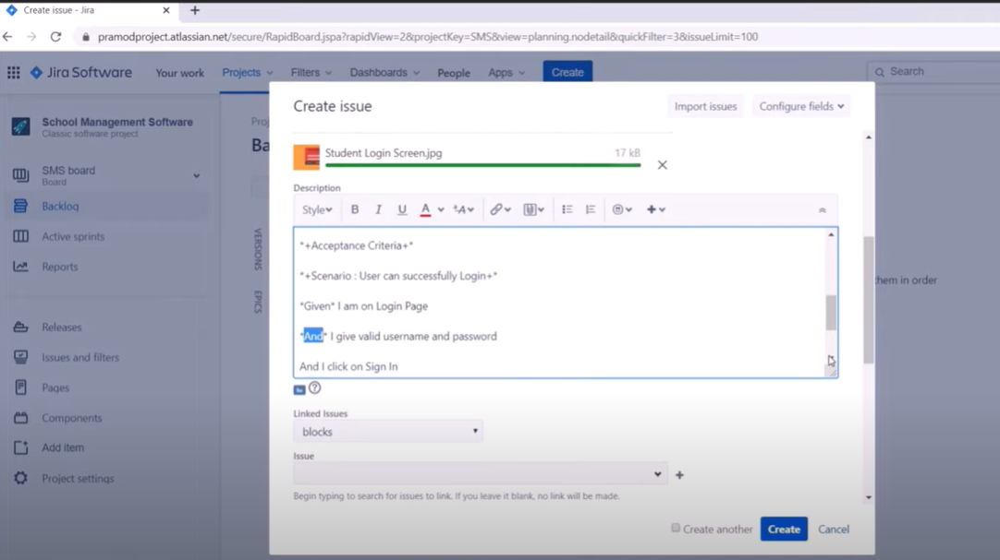 Create issue - Jira
pramodproject.atlassian.net/secure/RapidBoard.jspa?rapidView=2&projectKey=SMS&view=planning.nodetail&quickFilter=3&issueLimit=100
Jira Software
Your work
Projects
Filters
Dashboards
People
Apps
Create
Search
School Management Software
Classic software project
SMS board
Board
Backlog
Active sprints
Reports
Releases
Issues and filters
Pages
Components
Add item
Project settings
Proj
Ba
VERSIONS
EPICS
them in order
Create issue
Import issues
Configure fields
Student Login Screen.jpg
17 kB
Description
Style
B
I
U
A
ᵃA
*+Acceptance Criteria+*
*+Scenario : User can successfully Login+*
*Given* I am on Login Page
*And* I give valid username and password
And I click on Sign In
Linked Issues
blocks
Issue
Begin typing to search for issues to link. If you leave it blank, no link will be made.
Create another
Create
Cancel